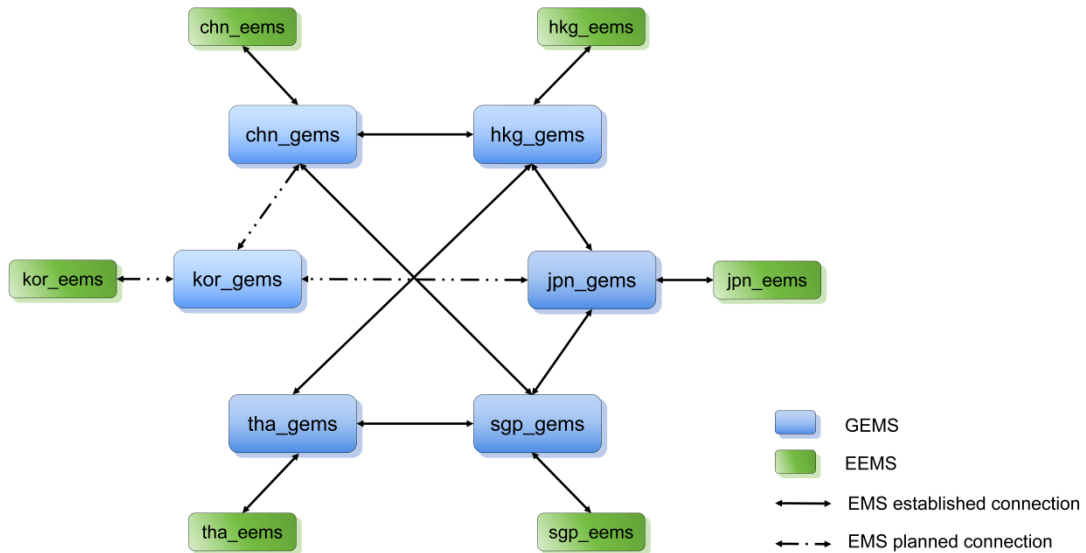 chn_eems
hkg_eems
chn_gems
hkg_gems
kor_eems
kor_gems
jpn_gems
jpn_eems
tha_gems
sgp_gems
GEMS
EEMS
EMS established connection
tha_eems
sgp_eems
EMS planned connection